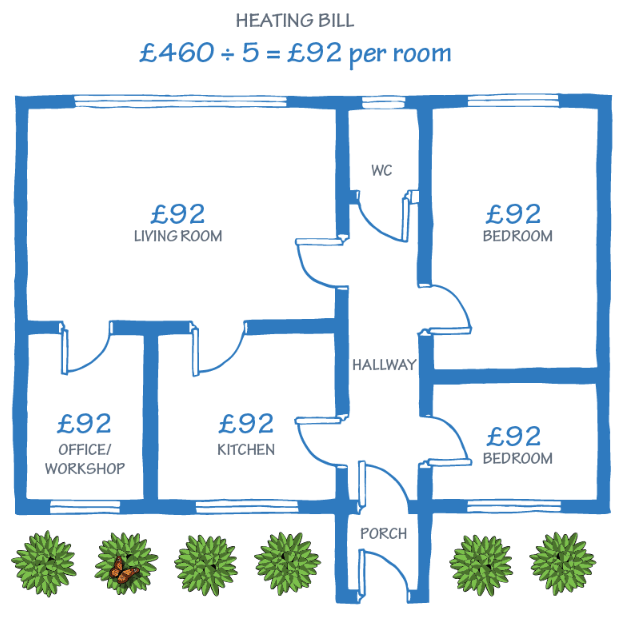 HEATING BILL
£460 ÷ 5 = £92 per room
WC
£92
LIVING ROOM
£92
BEDROOM
HALLWAY
£92
OFFICE/
WORKSHOP
£92
KITCHEN
£92
BEDROOM
PORCH